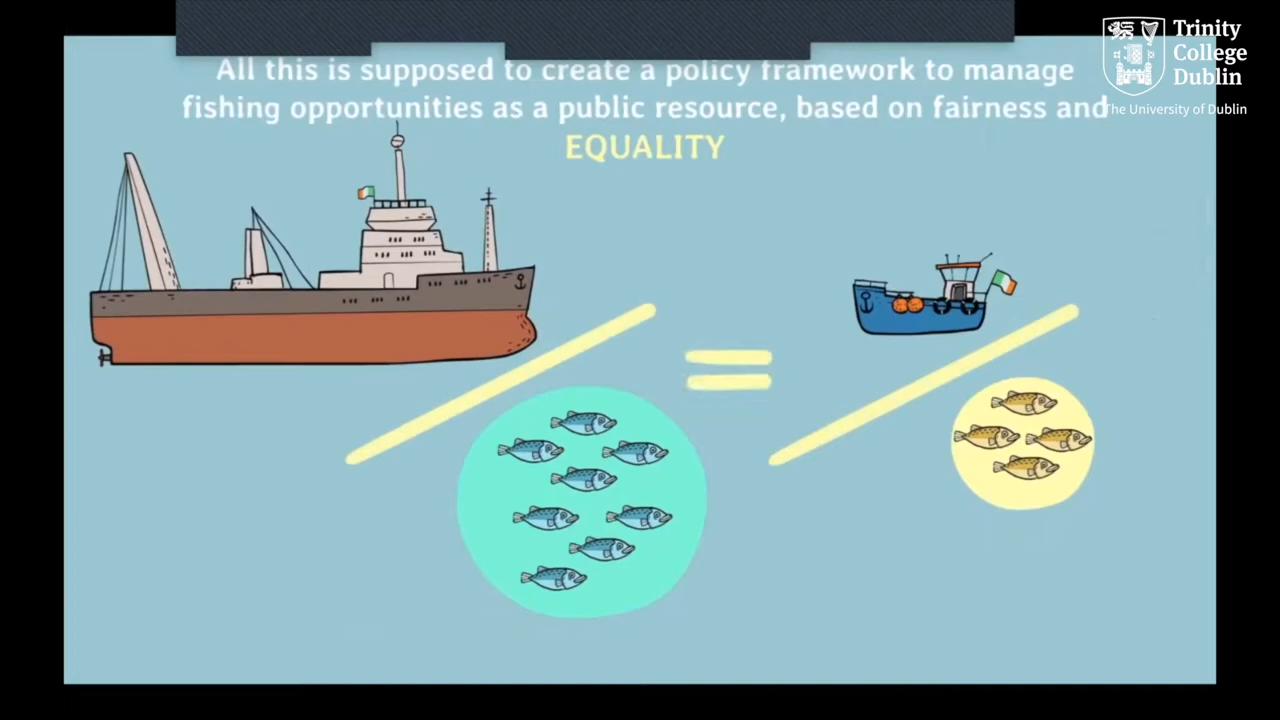 All this is supposed to create a policy framework to manage
fishing opportunities as a public resource, based on fairness and
EQUALITY
Trinity
College
Dublin
The University of Dublin